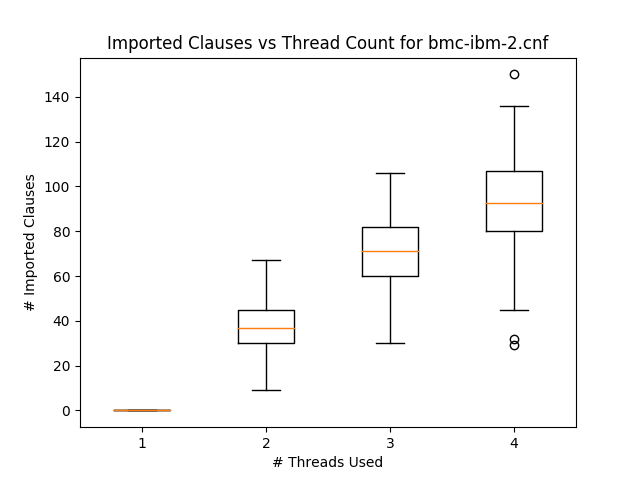 Imported Clauses vs Thread Count for bmc-ibm-2.cnf
# Imported Clauses
140
120
100
80
60
40
20
0
1 2 3 4
# Threads Used